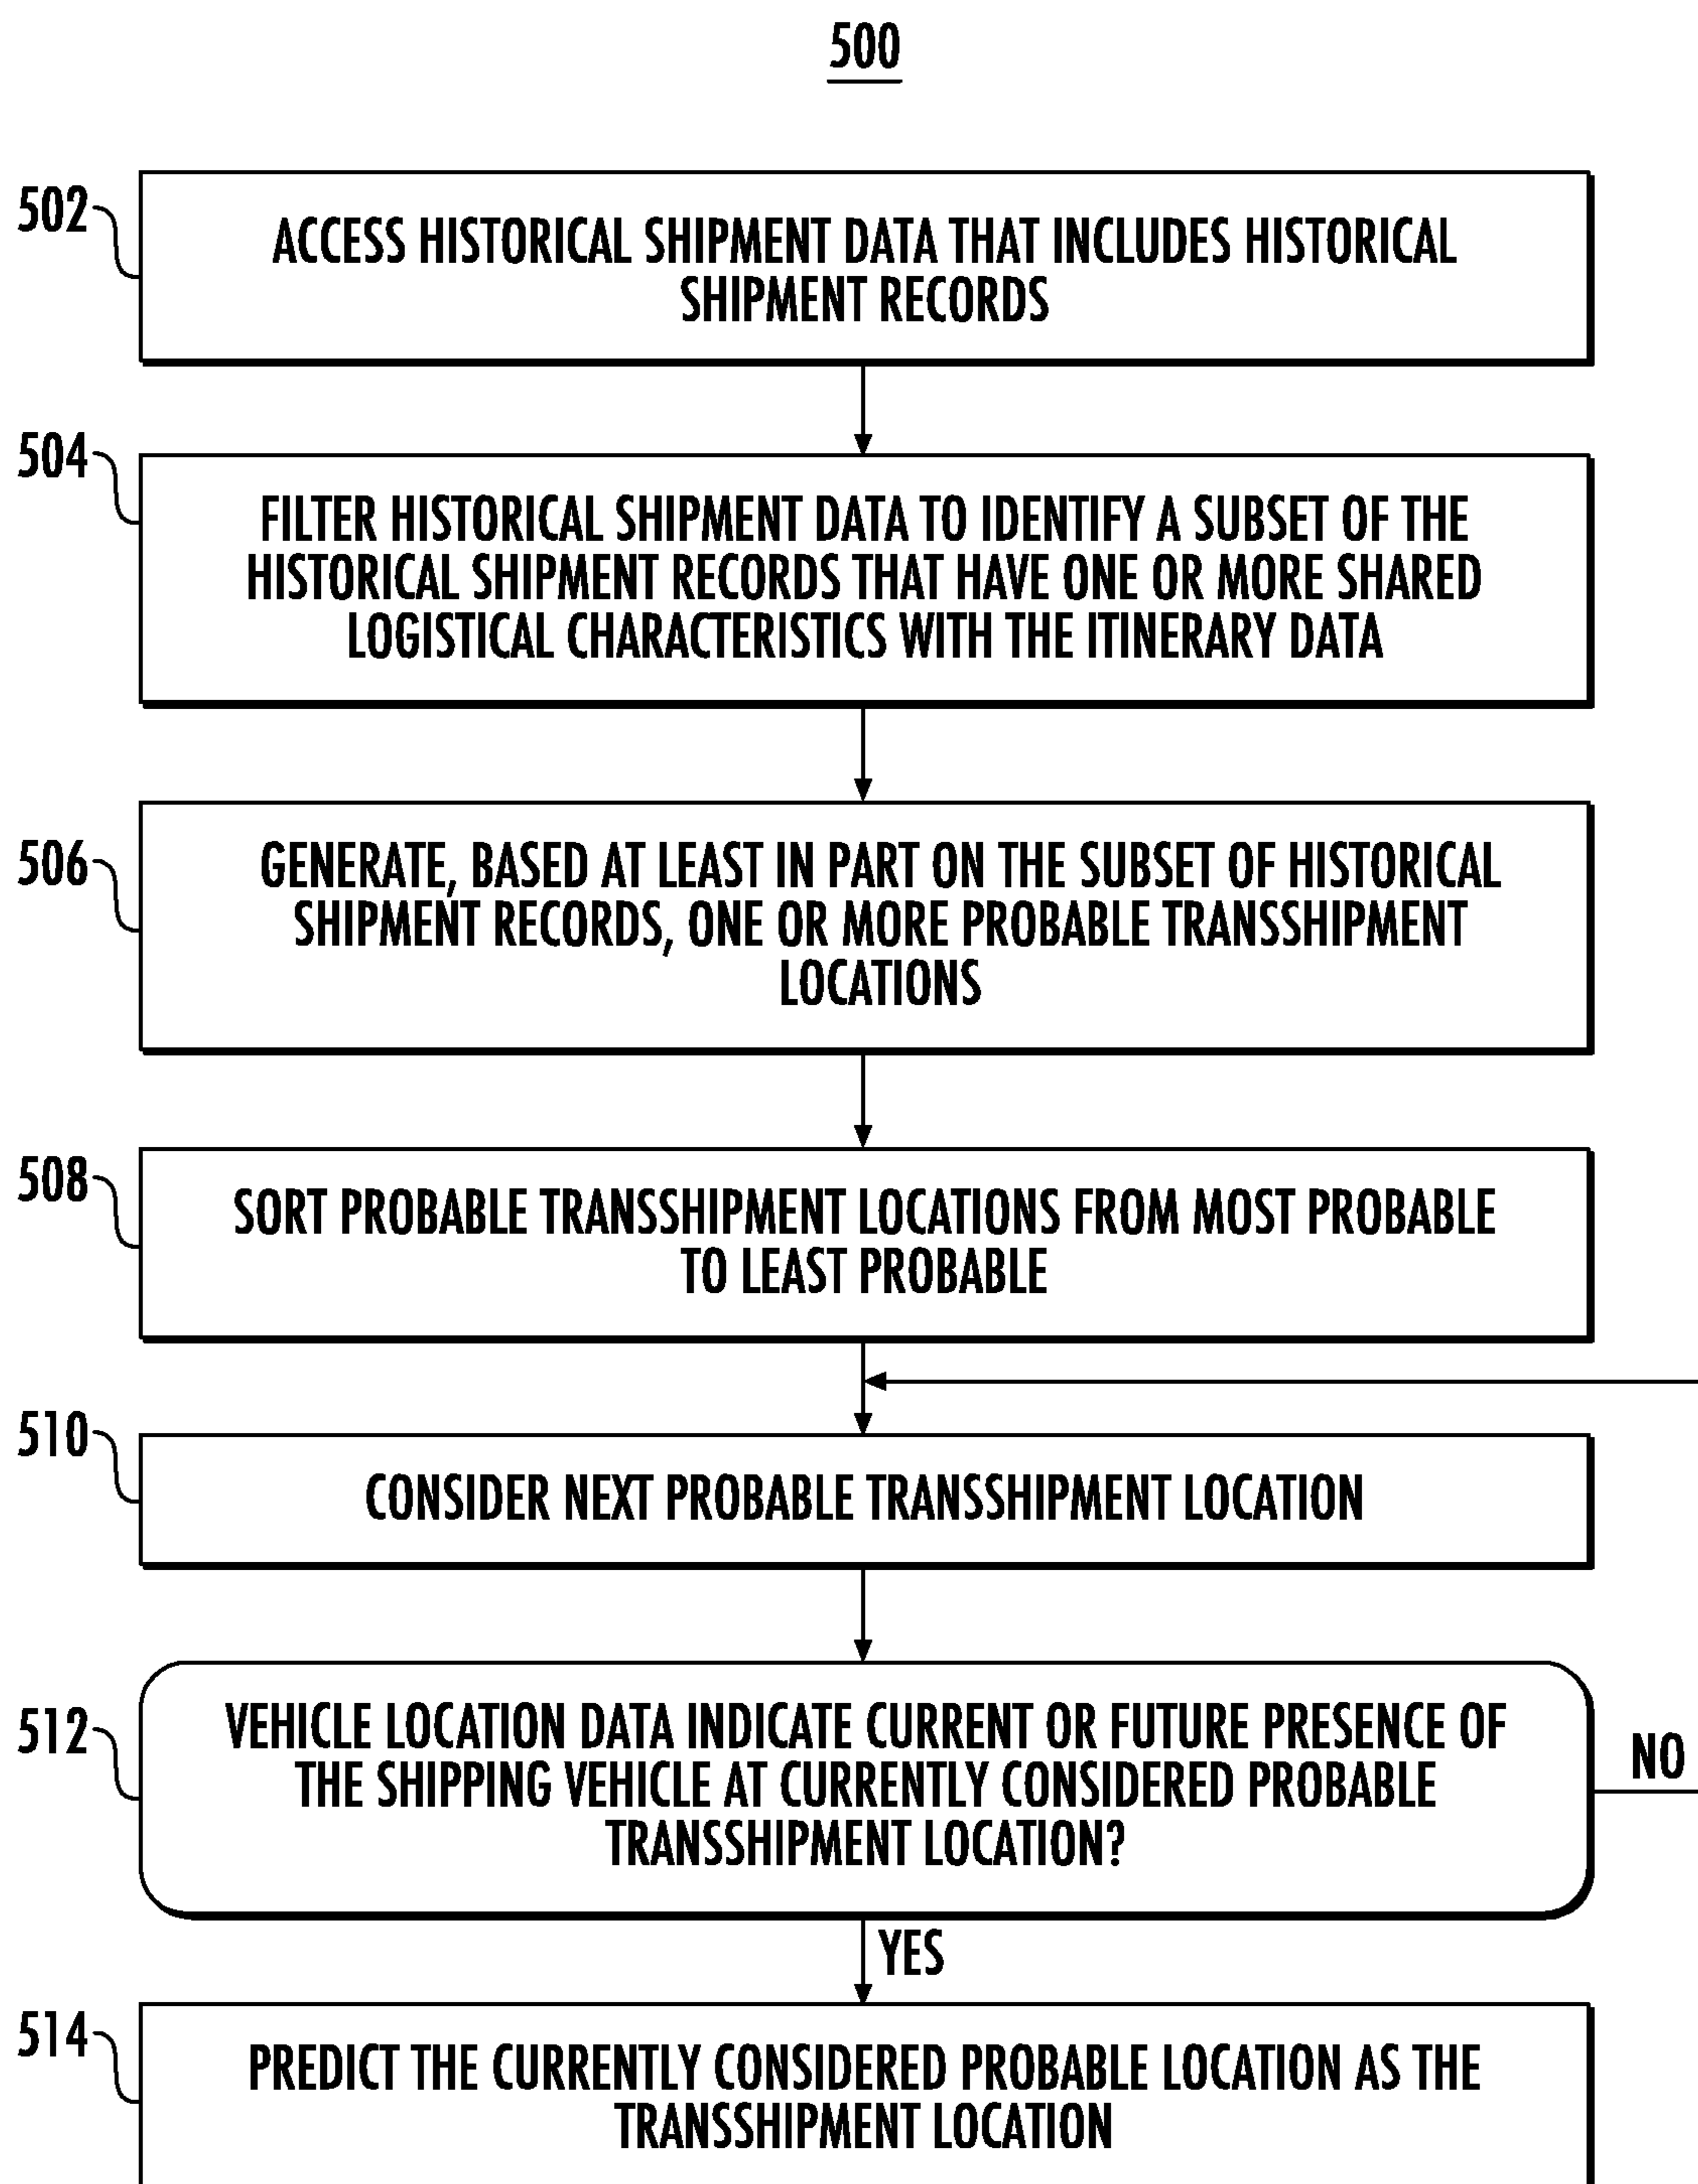 500
502
ACCESS HISTORICAL SHIPMENT DATA THAT INCLUDES HISTORICAL
SHIPMENT RECORDS
504
FILTER HISTORICAL SHIPMENT DATA TO IDENTIFY A SUBSET OF THE
HISTORICAL SHIPMENT RECORDS THAT HAVE ONE OR MORE SHARED
LOGISTICAL CHARACTERISTICS WITH THE ITINERARY DATA
506
GENERATE, BASED AT LEAST IN PART ON THE SUBSET OF HISTORICAL
SHIPMENT RECORDS, ONE OR MORE PROBABLE TRANSSHIPMENT
LOCATIONS
508
SORT PROBABLE TRANSSHIPMENT LOCATIONS FROM MOST PROBABLE
TO LEAST PROBABLE
510
CONSIDER NEXT PROBABLE TRANSSHIPMENT LOCATION
512
VEHICLE LOCATION DATA INDICATE CURRENT OR FUTURE PRESENCE OF
THE SHIPPING VEHICLE AT CURRENTLY CONSIDERED PROBABLE
TRANSSHIPMENT LOCATION?
NO
YES
514
PREDICT THE CURRENTLY CONSIDERED PROBABLE LOCATION AS THE
TRANSSHIPMENT LOCATION